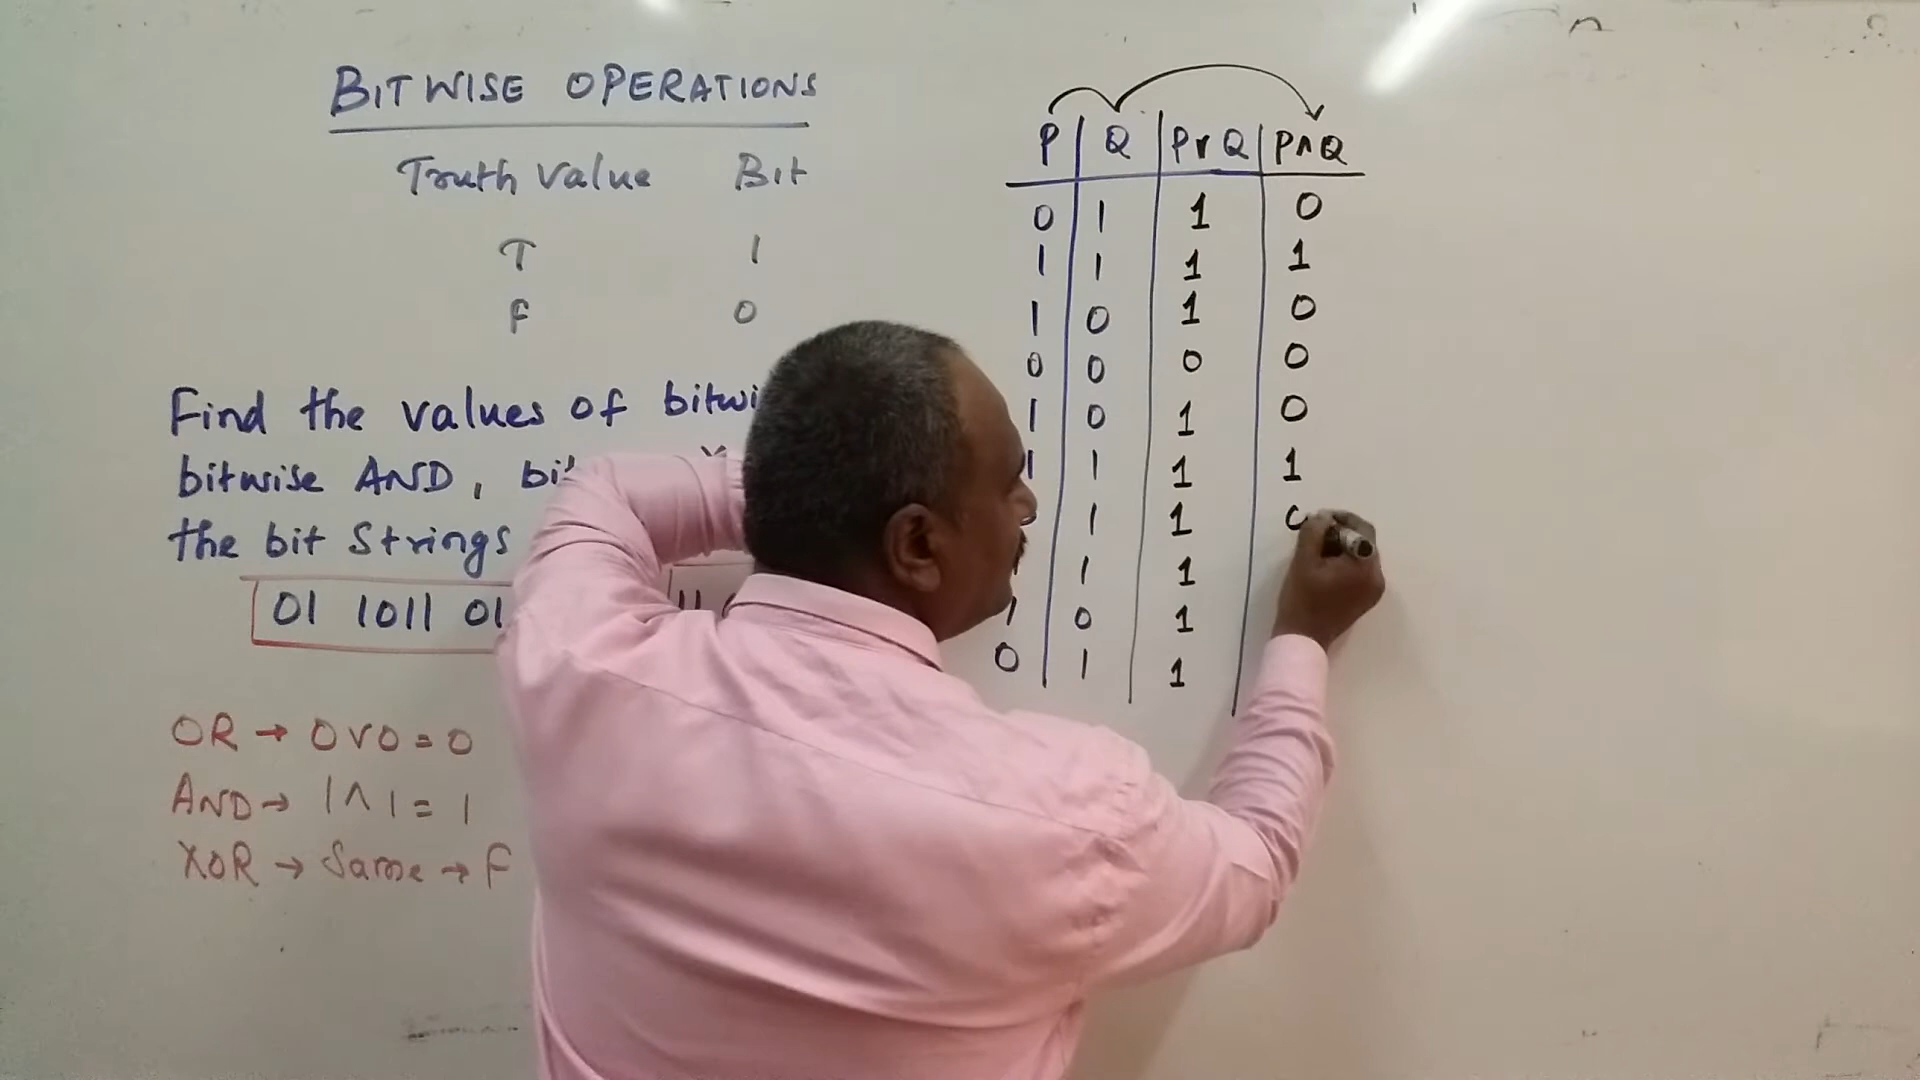 BITWISE OPERATIONS
Truth value Bit
T 1
F 0
Find the values of
bitwise AND,
the bit Strings
01 1011 01
OR → 0 v 0 = 0
AND → 1 ∧ 1 = 1
XOR → Same → F
P Q P v Q P ∧ Q
0 1 1 0
1 1 1 1
1 0 1 0
0 0 0 0
1 0 1 0
1 1 1 1
1 1
1 1
1 0 1
0 1 1